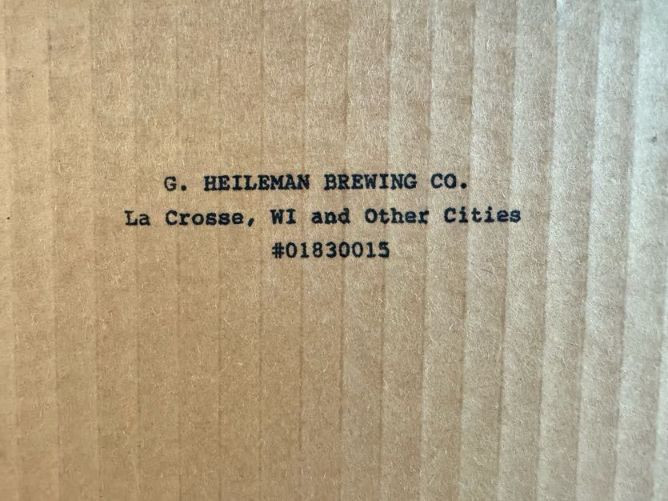 G. HEILEMAN BREWING CO.
La Crosse, WI and Other Cities
#01830015